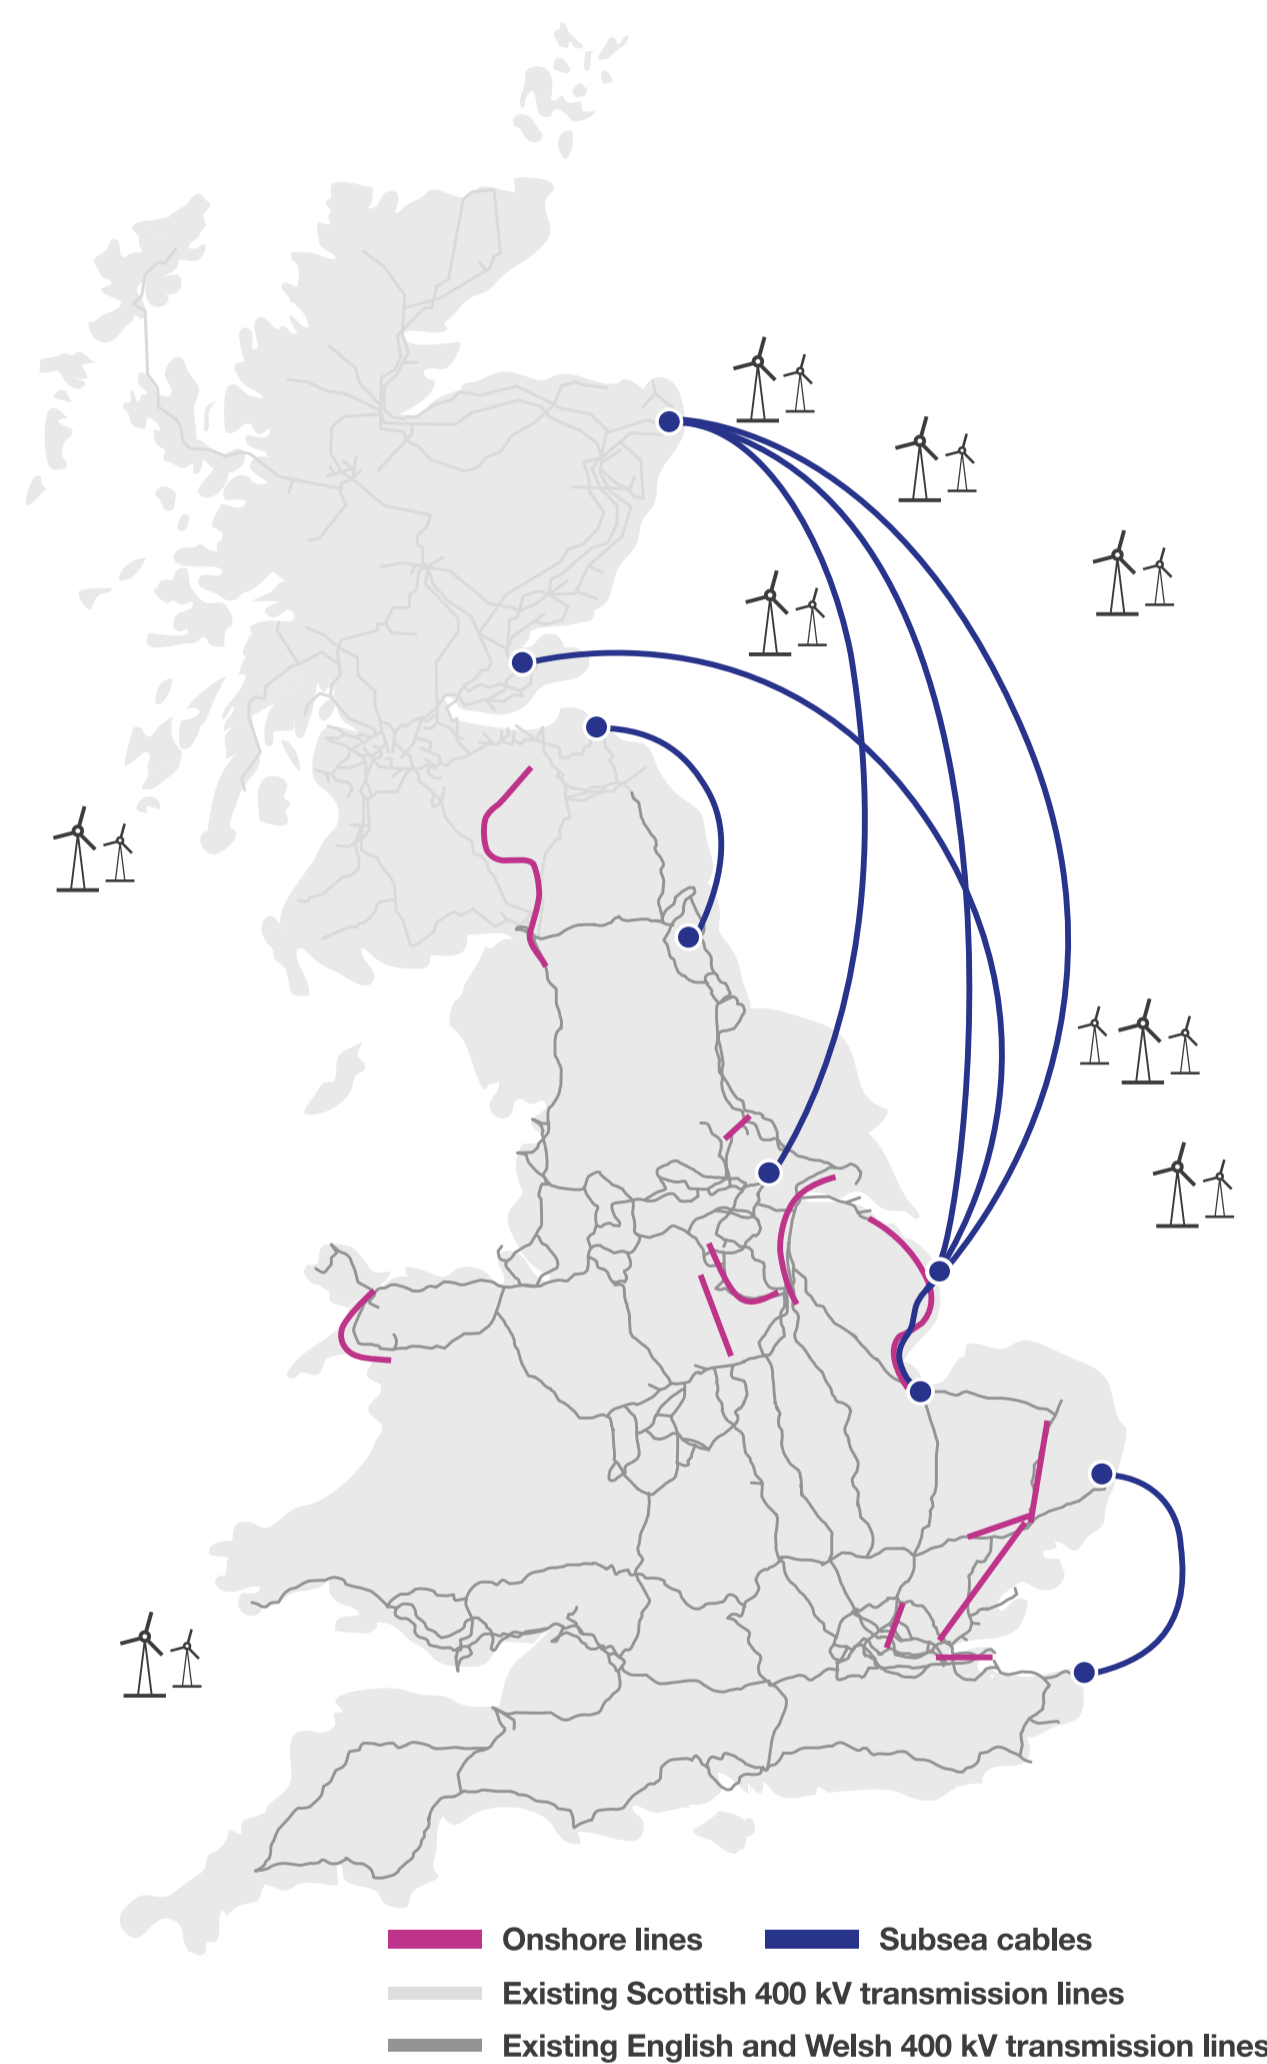 Onshore lines
Subsea cables
Existing Scottish 400 kV transmission lines
Existing English and Welsh 400 kV transmission lines